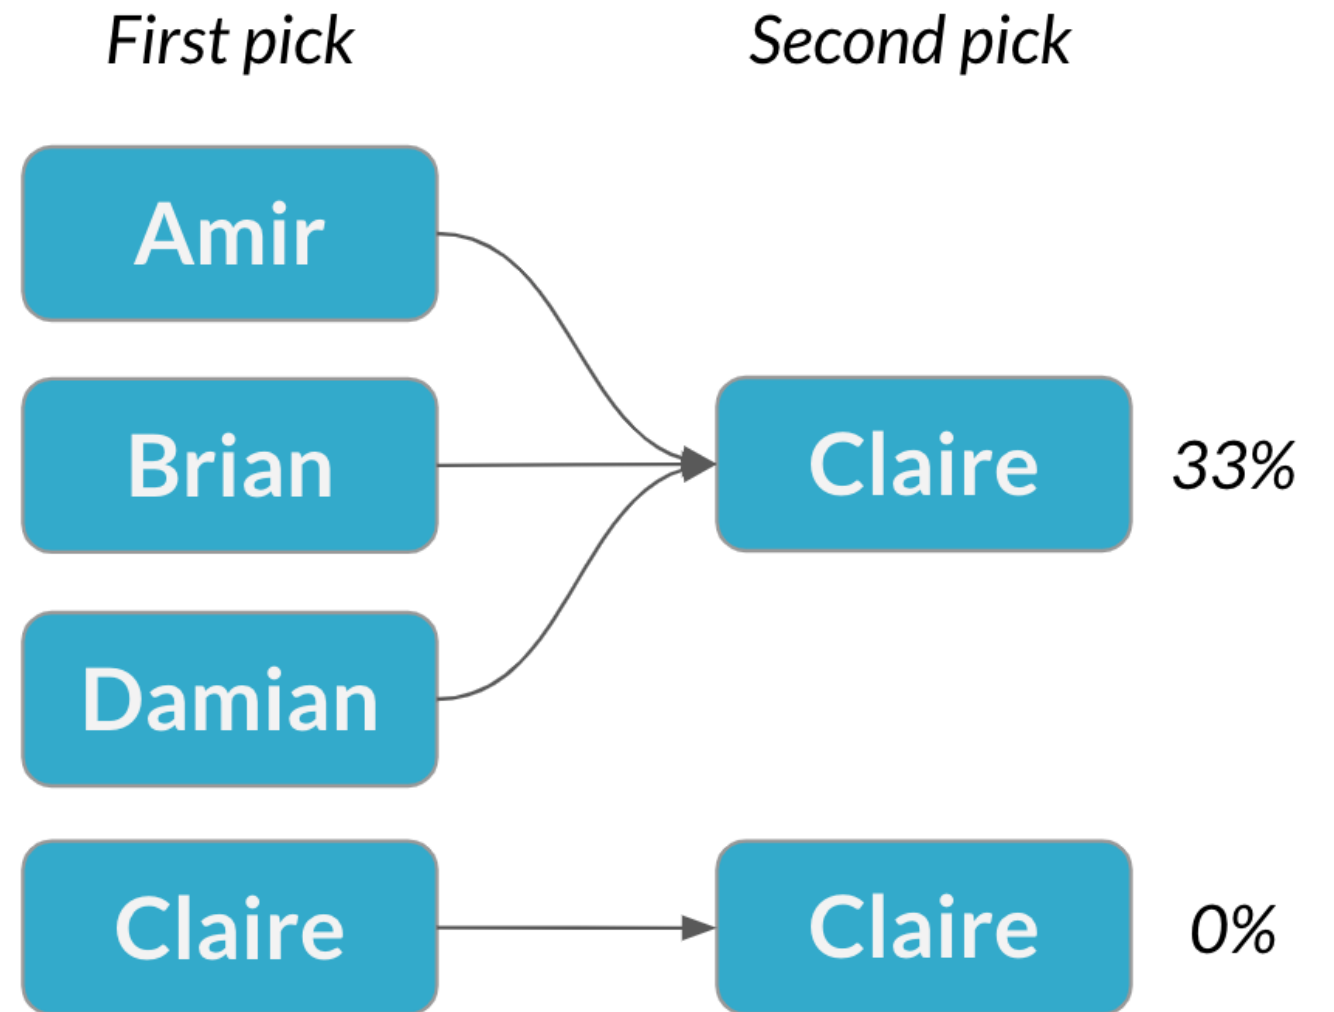 First pick
Second pick
Amir
Brian
Claire
33%
Damian
Claire
Claire
0%